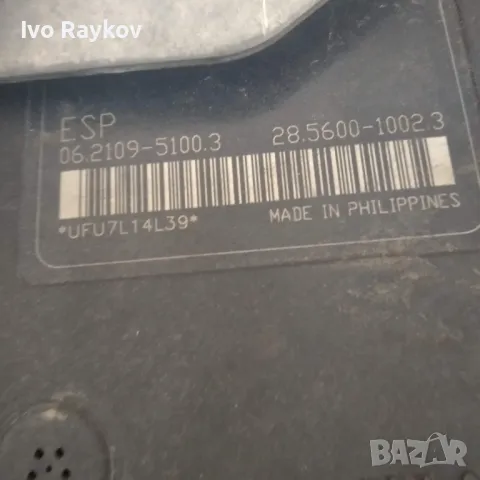 Ivo Raykov
ESP
06.2109-5100.3 28.5600-1002.3
*UFU7L14L39* MADE IN PHILIPPINES
BAZAR